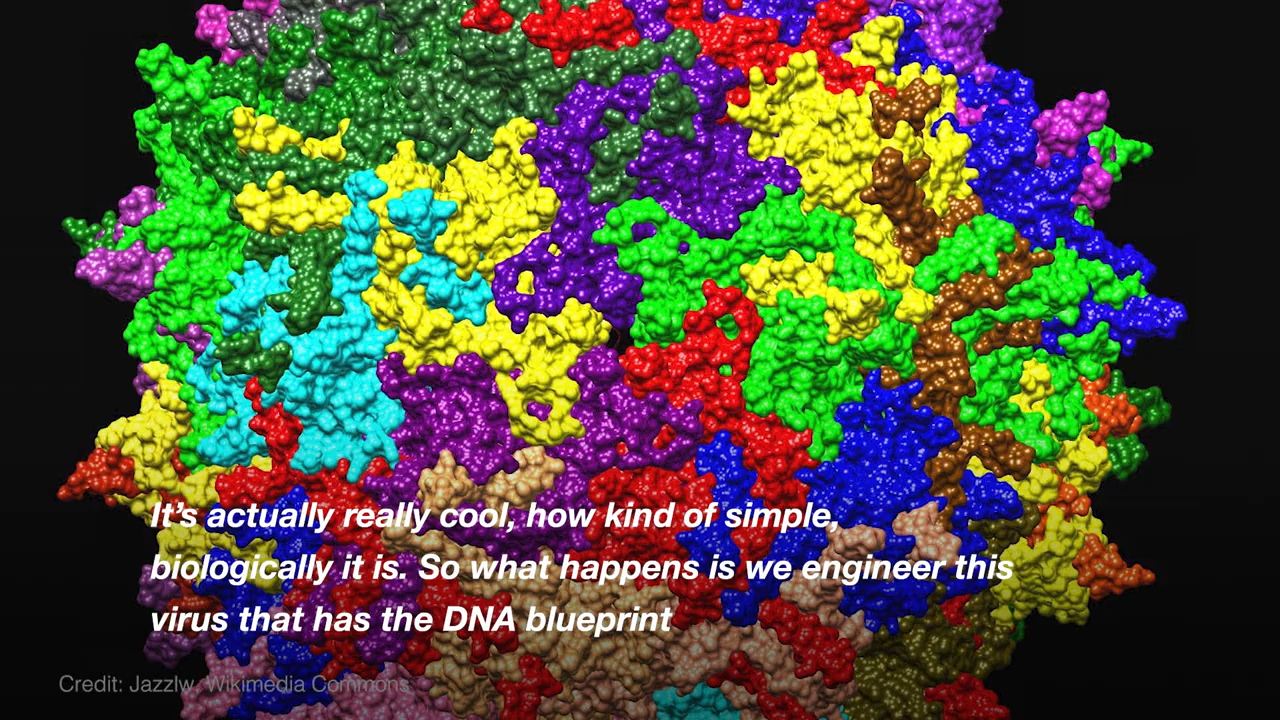 It’s actually really cool, how kind of simple,
biologically it is. So what happens is we engineer this
virus that has the DNA blueprint
Credit: Jazzlw, Wikimedia Commons